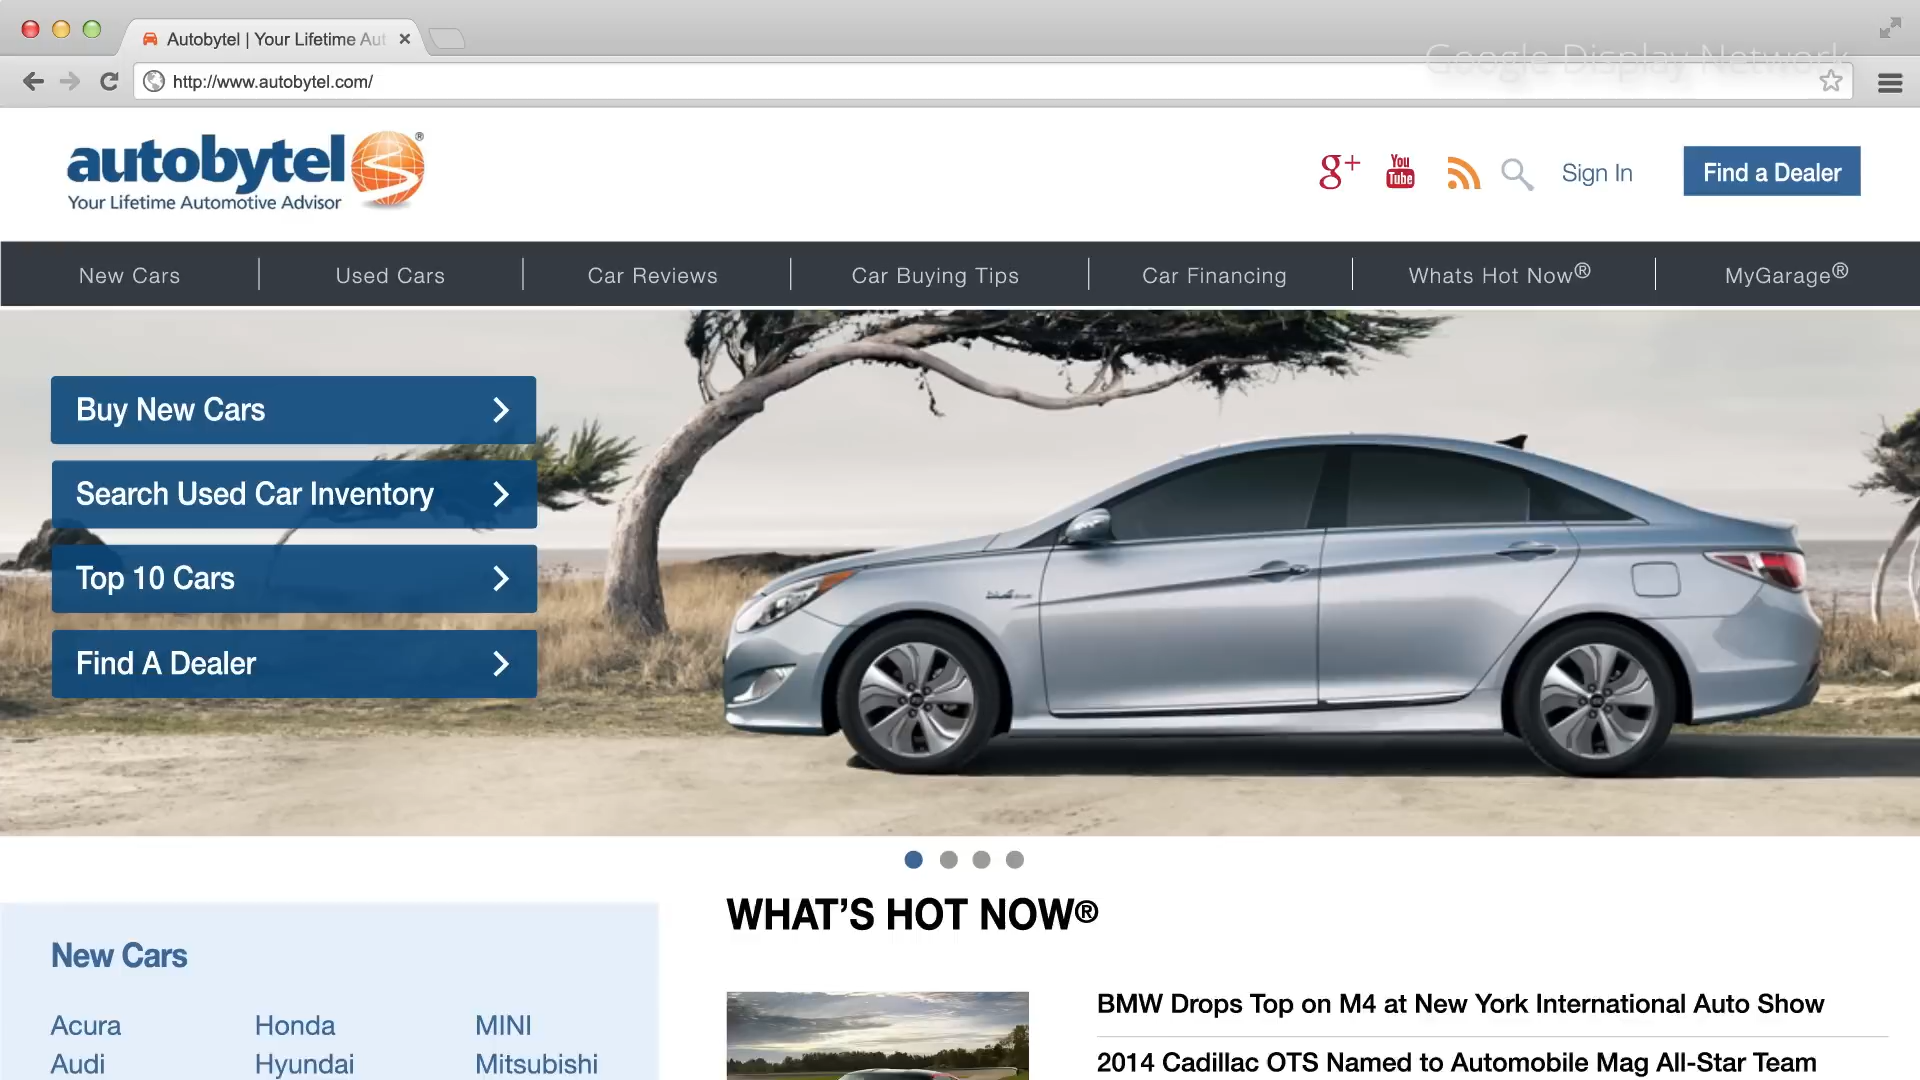 Autobytel | Your Lifetime Aut
Google Display Network
http://www.autobytel.com/
autobytel®
Your Lifetime Automotive Advisor
g+
You
Tube
Sign In
Find a Dealer
New Cars
Used Cars
Car Reviews
Car Buying Tips
Car Financing
Whats Hot Now®
MyGarage®
Buy New Cars
Search Used Car Inventory
Top 10 Cars
Find A Dealer
WHAT’S HOT NOW®
New Cars
Acura Honda MINI
Audi Hyundai Mitsubishi
BMW Drops Top on M4 at New York International Auto Show
2014 Cadillac OTS Named to Automobile Mag All-Star Team